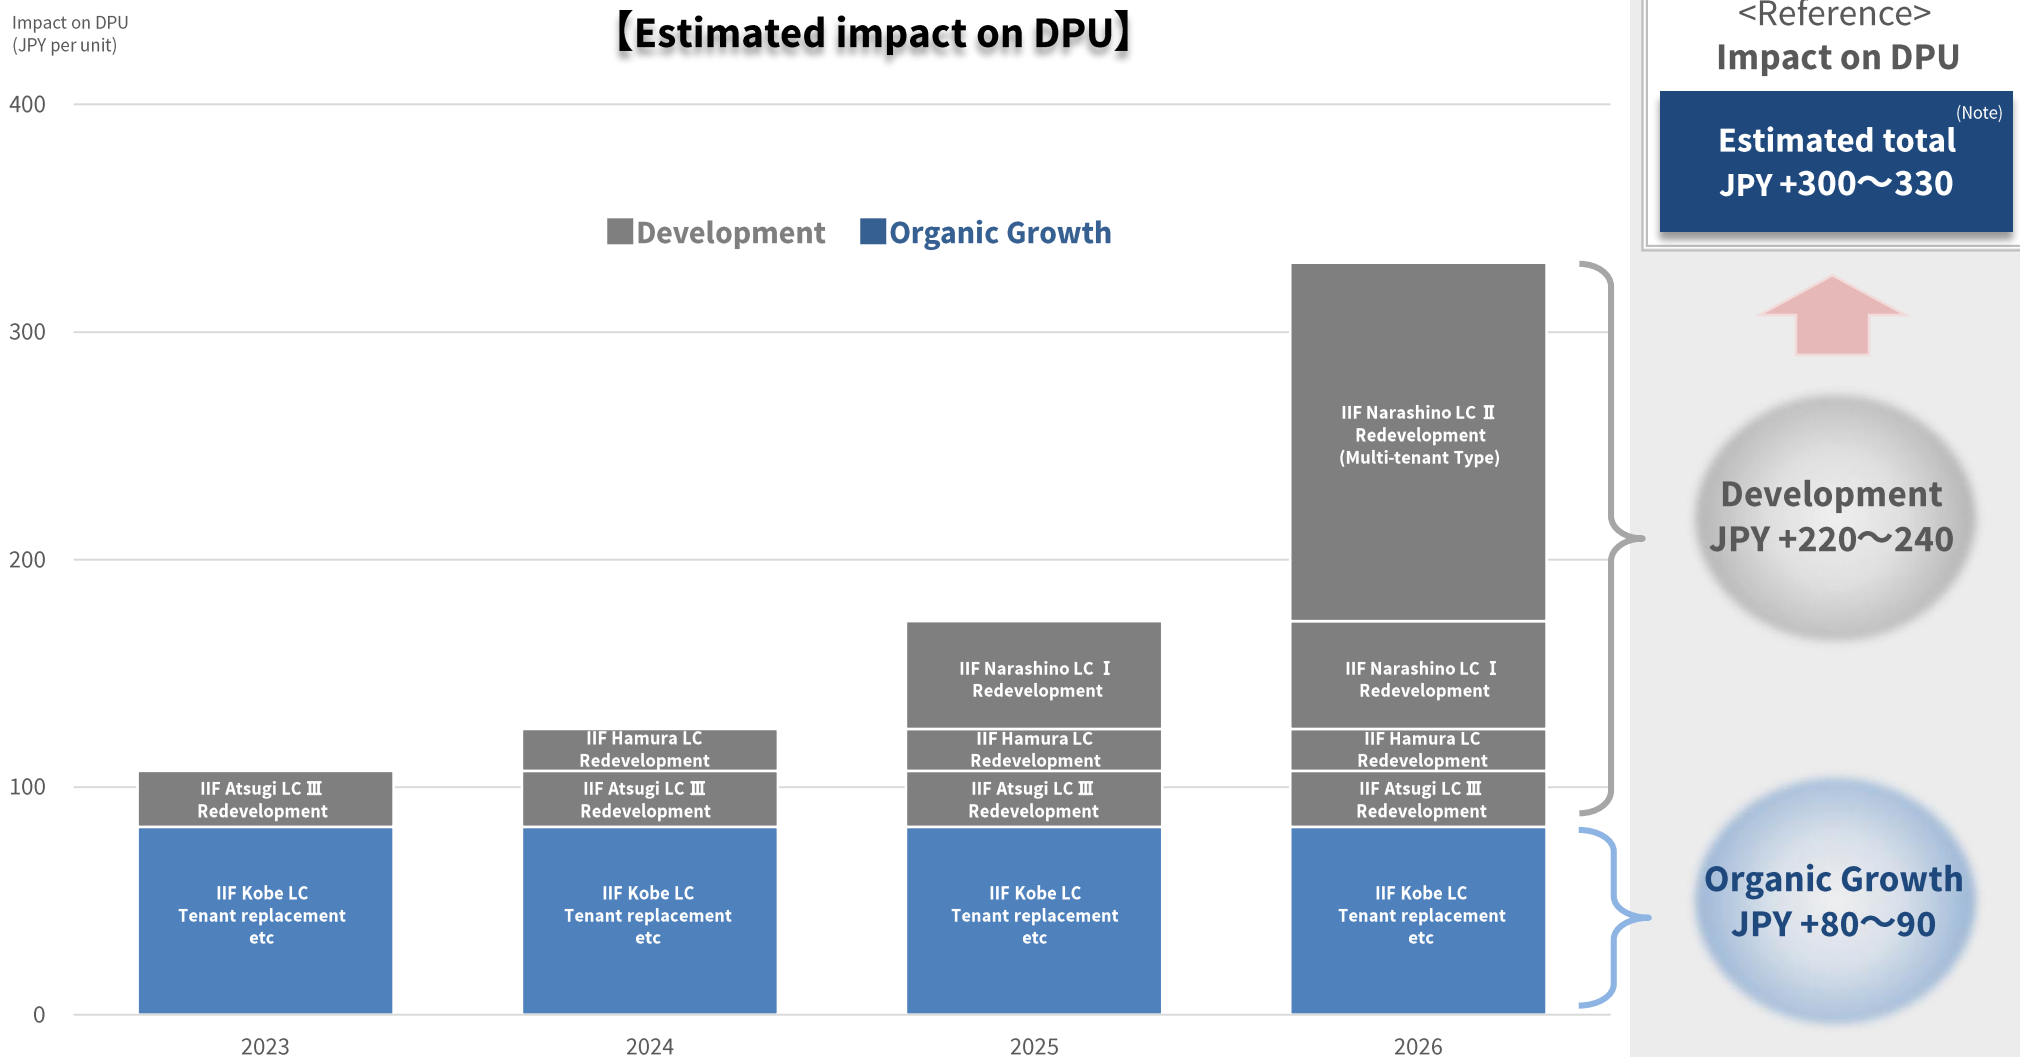 Impact on DPU
(JPY per unit)
【Estimated impact on DPU】
400
300
200
100
0
Development
Organic Growth
IIF Atsugi LC Ⅲ
Redevelopment
IIF Kobe LC
Tenant replacement
etc
2023
IIF Hamura LC
Redevelopment
IIF Atsugi LC Ⅲ
Redevelopment
IIF Kobe LC
Tenant replacement
etc
2024
IIF Narashino LC Ⅰ
Redevelopment
IIF Hamura LC
Redevelopment
IIF Atsugi LC Ⅲ
Redevelopment
IIF Kobe LC
Tenant replacement
etc
2025
IIF Narashino LC Ⅱ
Redevelopment
(Multi-tenant Type)
IIF Narashino LC Ⅰ
Redevelopment
IIF Hamura LC
Redevelopment
IIF Atsugi LC Ⅲ
Redevelopment
IIF Kobe LC
Tenant replacement
etc
2026
<Reference>
Impact on DPU
(Note)
Estimated total
JPY +300～330
Development
JPY +220～240
Organic Growth
JPY +80～90